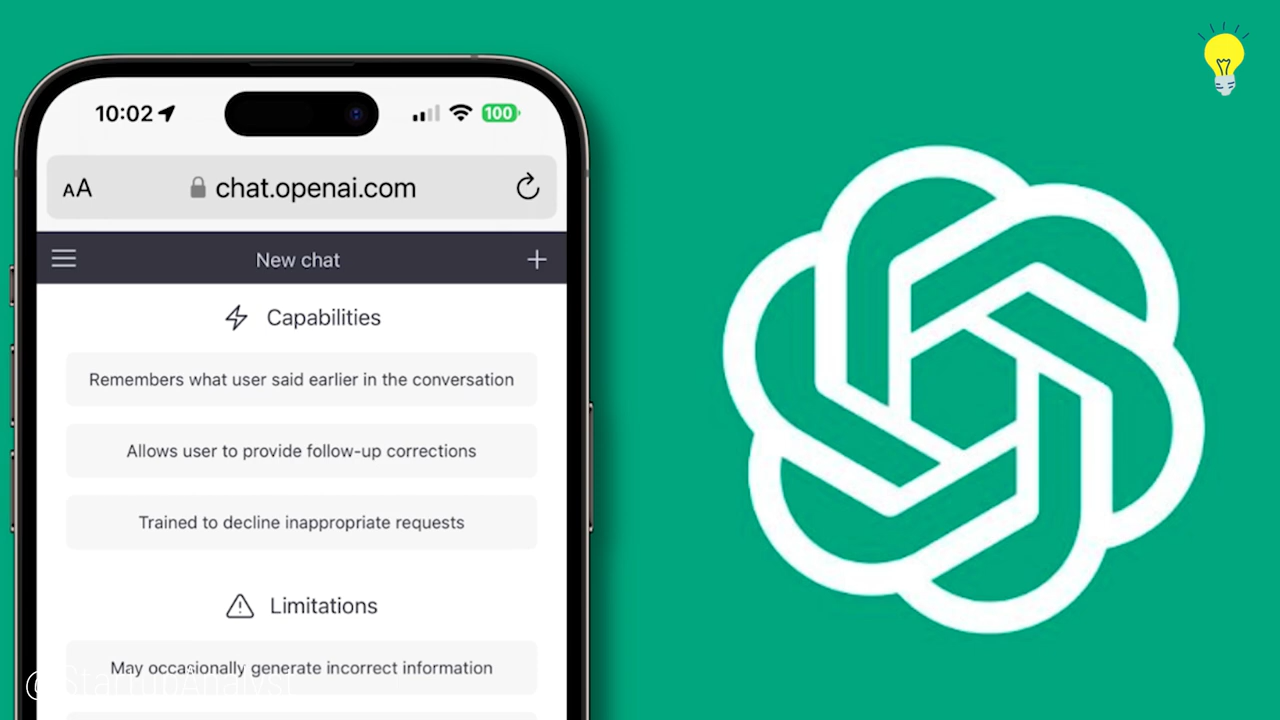 10:02
100
AA chat.openai.com
New chat
Capabilities
Remembers what user said earlier in the conversation
Allows user to provide follow-up corrections
Trained to decline inappropriate requests
Limitations
May occasionally generate incorrect information
@StartupAnalyst